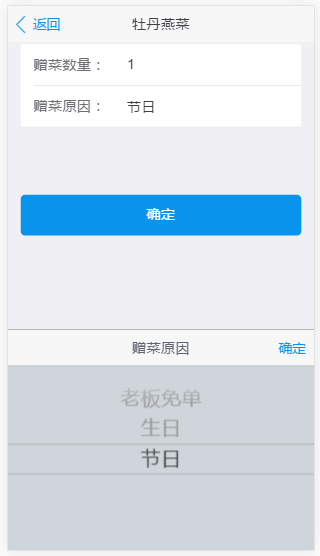 返回 牡丹燕菜
赠菜数量： 1
赠菜原因： 节日
确定
赠菜原因 确定
老板免单
生日
节日